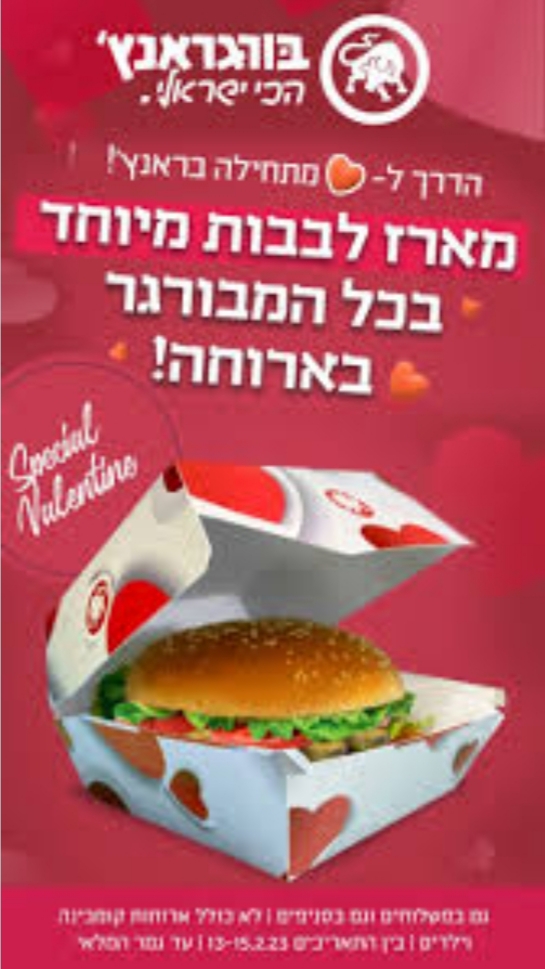 בורגראנץ'
הכי ישראלי.
הדרך ל- מתחילה בראנץ'!
מארז לבבות מיוחד
בכל המבורגר
בארוחה!
Special
Valentine
גם במשלוחים וגם בסניפים | לא כולל ארוחות קומבינה
וילדים | בין התאריכים 13-15.2.23 | עד גמר המלאי